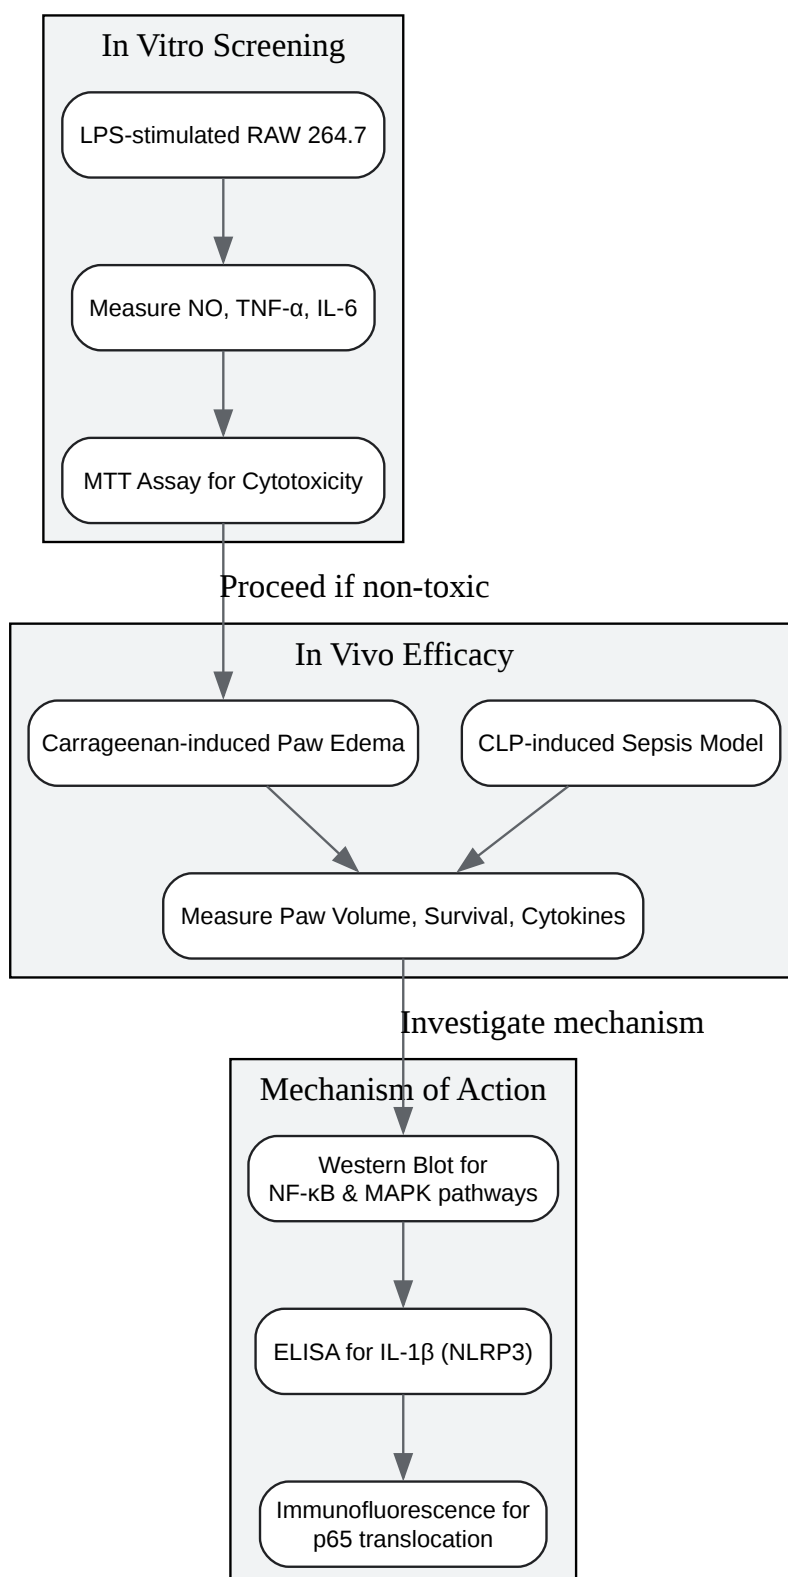 In Vitro Screening
LPS-stimulated RAW 264.7
Measure NO, TNF-α, IL-6
MTT Assay for Cytotoxicity
Proceed if non-toxic
In Vivo Efficacy
Carrageenan-induced Paw Edema
CLP-induced Sepsis Model
Measure Paw Volume, Survival, Cytokines
Investigate mechanism
Mechanism of Action
Western Blot for
NF-κB & MAPK pathways
ELISA for IL-1β (NLRP3)
Immunofluorescence for
p65 translocation